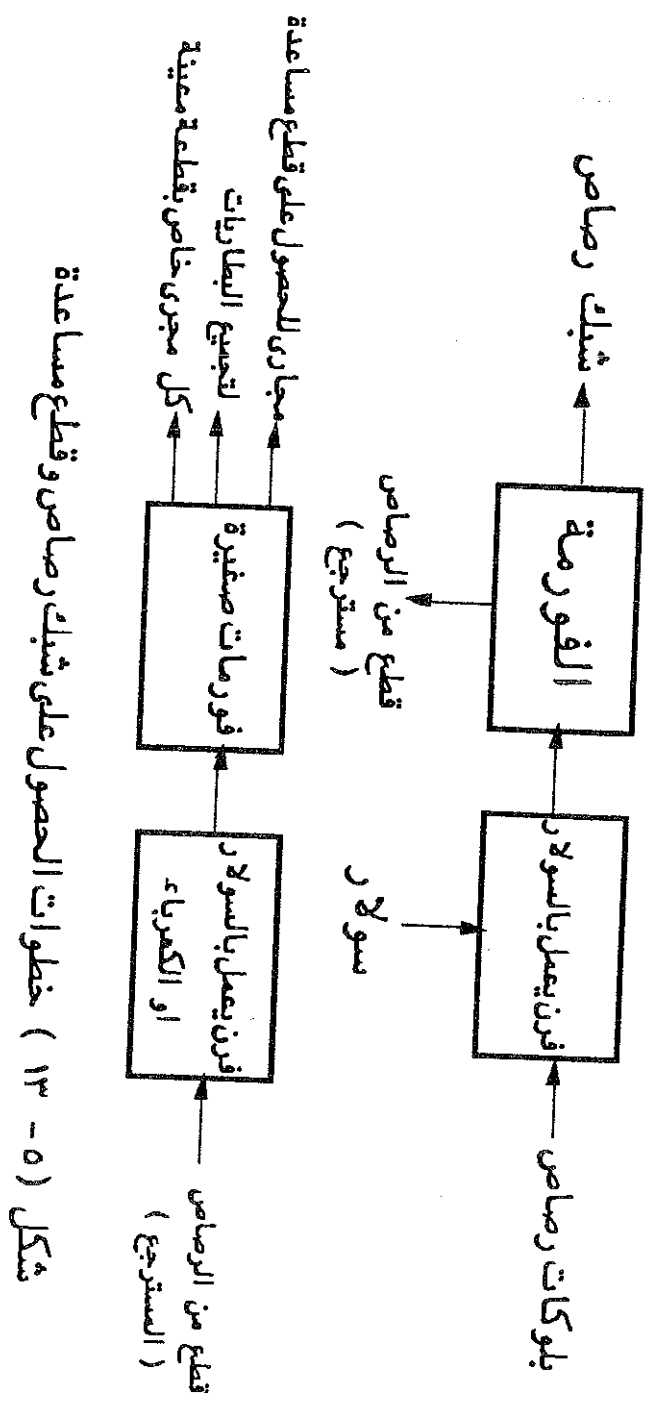 بلوكات رصاص
فرن يعمل بالسولار
سولار
الفورمة
شبك رصاص
قطع من الرصاص
( مسترجع )
قطع من الرصاص
( المسترجع )
فرن يعمل بالسولار
او الكهرباء
فورمات صغيرة
مجارى للحصول على قطع مساعدة
لتجميع البطاريات
كل مجرى خاص بقطعة معينة
شكل ( ٥ - ١٣ ) خطوات الحصول على شبك رصاص و قطع مساعدة